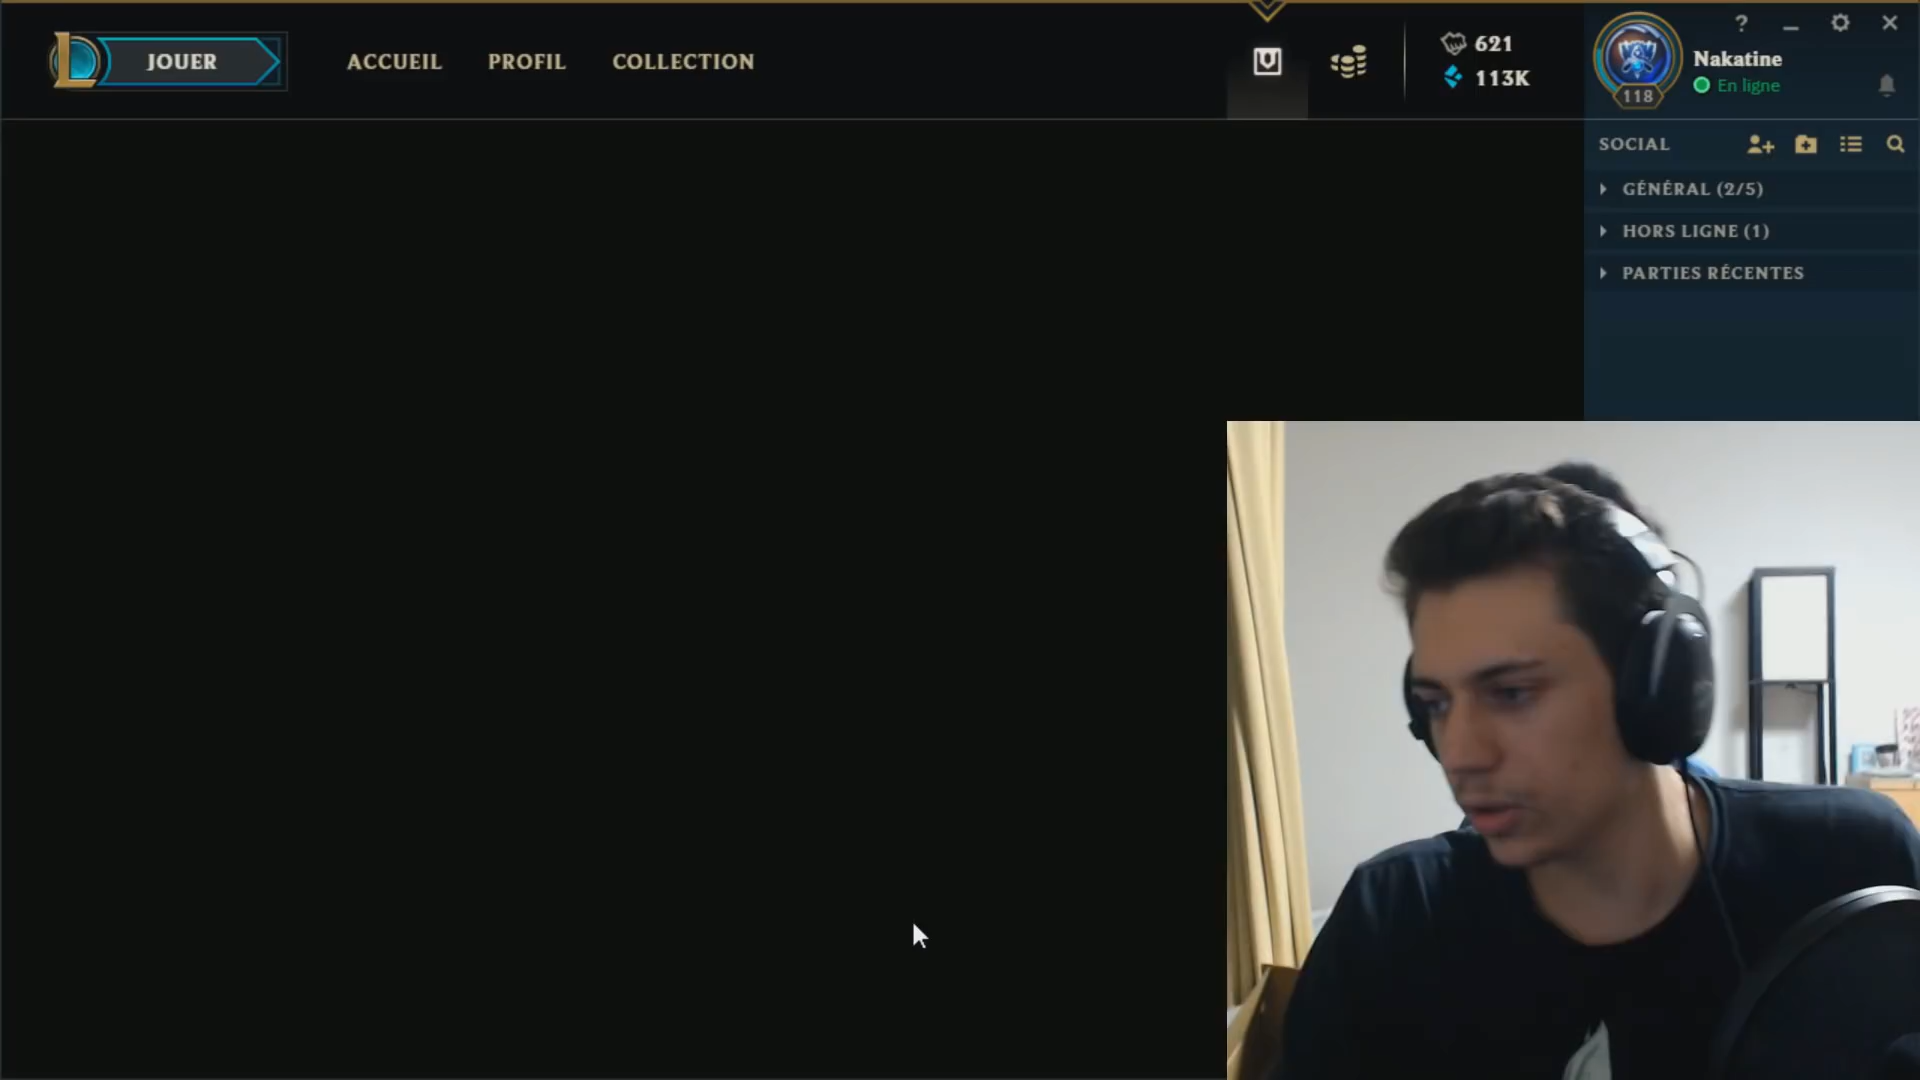 JOUER
ACCUEIL
PROFIL
COLLECTION
621
113K
118
Nakatine
En ligne
SOCIAL
GÉNÉRAL (2/5)
HORS LIGNE (1)
PARTIES RÉCENTES